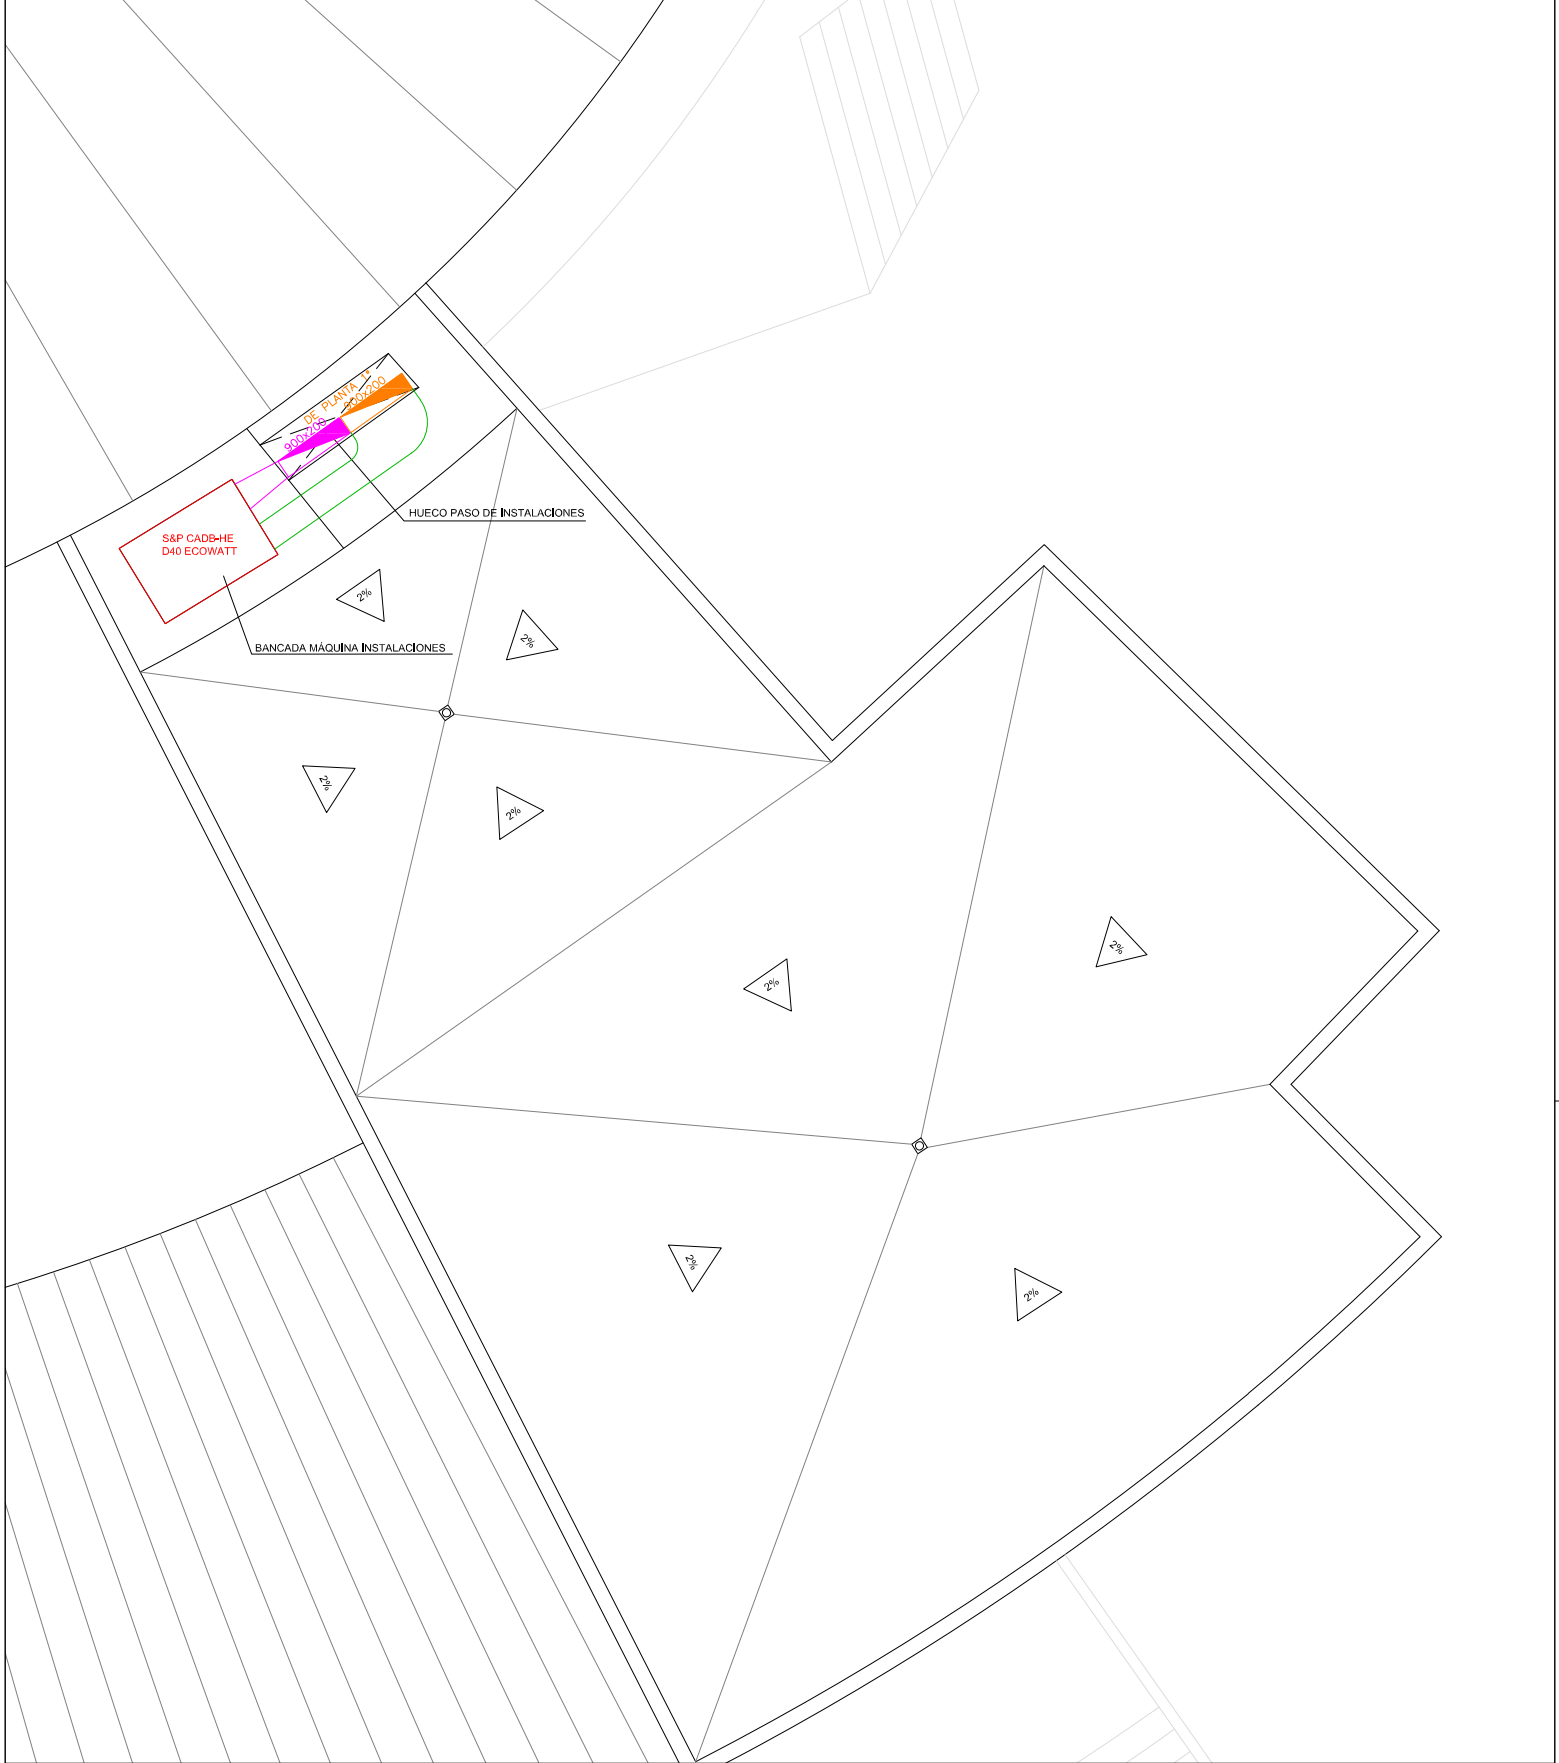 DE PLANTA 1ª
900x200
900x200
HUECO PASO DE INSTALACIONES
S&P CADB-HE
D40 ECOWATT
BANCADA MÁQUINA INSTALACIONES
2%
2%
2%
2%
2%
2%
2%
2%